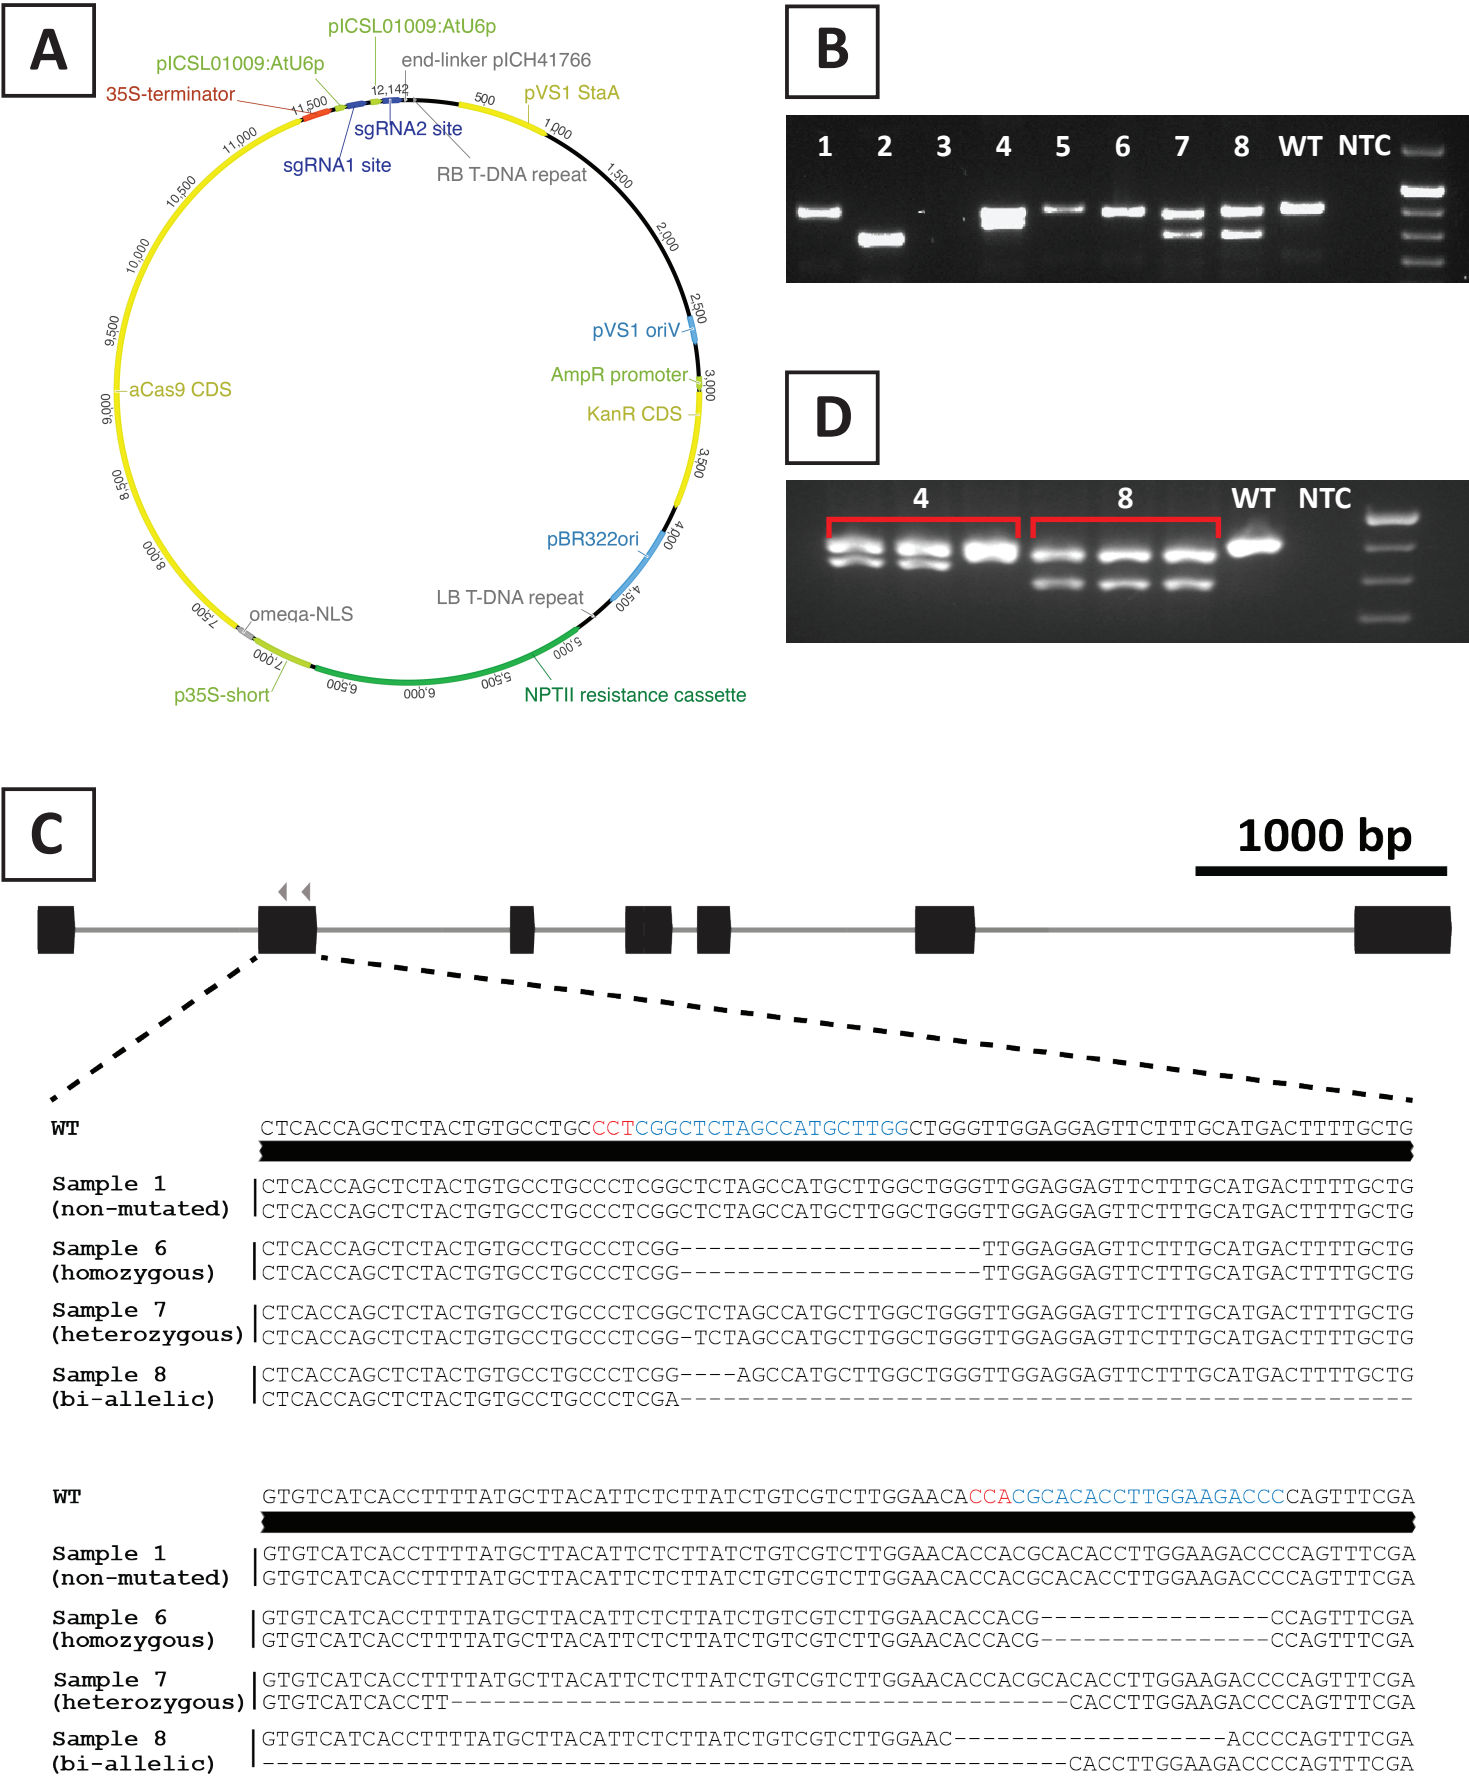 A
pICSL01009:AtU6p
pICSL01009:AtU6p
end-linker pICH41766
35S-terminator
pVS1 StaA
sgRNA2 site
sgRNA1 site
RB T-DNA repeat
12,142
500
1,000
1,500
2,000
2,500
3,000
3,500
4,000
4,500
5,000
5,500
6,000
6,500
7,000
7,500
8,000
8,500
9,000
9,500
10,000
10,500
11,000
11,500
pVS1 oriV
AmpR promoter
KanR CDS
aCas9 CDS
pBR322ori
LB T-DNA repeat
omega-NLS
p35S-short
NPTII resistance cassette
B
1 2 3 4 5 6 7 8 WT NTC
D
4 8 WT NTC
C
1000 bp
WT CTCACCAGCTCTACTGTGCCTGCCCTCGGCTCTAGCCATGCTTGGCTGGGTTGGAGGAGTTCTTTGCATGACTTTTGCTG
Sample 1 CTCACCAGCTCTACTGTGCCTGCCCTCGGCTCTAGCCATGCTTGGCTGGGTTGGAGGAGTTCTTTGCATGACTTTTGCTG
(non-mutated) CTCACCAGCTCTACTGTGCCTGCCCTCGGCTCTAGCCATGCTTGGCTGGGTTGGAGGAGTTCTTTGCATGACTTTTGCTG
Sample 6 CTCACCAGCTCTACTGTGCCTGCCCTCGG---------------------TTGGAGGAGTTCTTTGCATGACTTTTGCTG
(homozygous) CTCACCAGCTCTACTGTGCCTGCCCTCGG---------------------TTGGAGGAGTTCTTTGCATGACTTTTGCTG
Sample 7 CTCACCAGCTCTACTGTGCCTGCCCTCGGCTCTAGCCATGCTTGGCTGGGTTGGAGGAGTTCTTTGCATGACTTTTGCTG
(heterozygous) CTCACCAGCTCTACTGTGCCTGCCCTCGG-TCTAGCCATGCTTGGCTGGGTTGGAGGAGTTCTTTGCATGACTTTTGCTG
Sample 8 CTCACCAGCTCTACTGTGCCTGCCCTCGG----AGCCATGCTTGGCTGGGTTGGAGGAGTTCTTTGCATGACTTTTGCTG
(bi-allelic) CTCACCAGCTCTACTGTGCCTGCCCTCGA---------------------------------------------------
WT GTGTCATCACCTTTTATGCTTACATTCTCTTATCTGTCGTCTTGGAACACCACGCACACCTTGGAAGACCCCAGTTTCGA
Sample 1 GTGTCATCACCTTTTATGCTTACATTCTCTTATCTGTCGTCTTGGAACACCACGCACACCTTGGAAGACCCCAGTTTCGA
(non-mutated) GTGTCATCACCTTTTATGCTTACATTCTCTTATCTGTCGTCTTGGAACACCACGCACACCTTGGAAGACCCCAGTTTCGA
Sample 6 GTGTCATCACCTTTTATGCTTACATTCTCTTATCTGTCGTCTTGGAACACCACG----------------CCAGTTTCGA
(homozygous) GTGTCATCACCTTTTATGCTTACATTCTCTTATCTGTCGTCTTGGAACACCACG----------------CCAGTTTCGA
Sample 7 GTGTCATCACCTTTTATGCTTACATTCTCTTATCTGTCGTCTTGGAACACCACGCACACCTTGGAAGACCCCAGTTTCGA
(heterozygous) GTGTCATCACCTT-------------------------------------------CACCTTGGAAGACCCCAGTTTCGA
Sample 8 GTGTCATCACCTTTTATGCTTACATTCTCTTATCTGTCGTCTTGGAAC-------------------ACCCCAGTTTCGA
(bi-allelic) --------------------------------------------------------CACCTTGGAAGACCCCAGTTTCGA